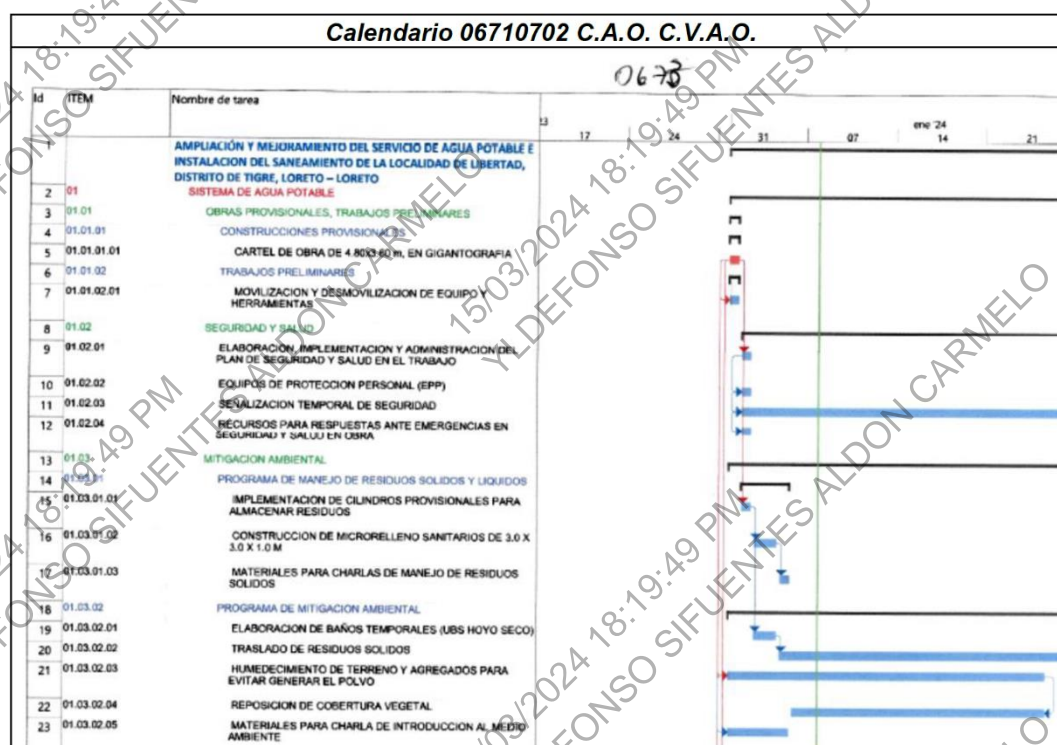 Calendario 06710702 C.A.O. C.V.A.O.
Id ITEM Nombre de tarea
23 ene '24
17 24 31 07 14 21
1 AMPLIACIÓN Y MEJORAMIENTO DEL SERVICIO DE AGUA POTABLE E
INSTALACION DEL SANEAMIENTO DE LA LOCALIDAD DE LIBERTAD,
DISTRITO DE TIGRE, LORETO – LORETO
2 01 SISTEMA DE AGUA POTABLE
3 01.01 OBRAS PROVISIONALES, TRABAJOS PRELIMINARES
4 01.01.01 CONSTRUCCIONES PROVISIONALES
5 01.01.01.01 CARTEL DE OBRA DE 4.80X3.60 m, EN GIGANTOGRAFIA
6 01.01.02 TRABAJOS PRELIMINARES
7 01.01.02.01 MOVILIZACION Y DESMOVILIZACION DE EQUIPO Y
HERRAMIENTAS
8 01.02 SEGURIDAD Y SALUD
9 01.02.01 ELABORACION, IMPLEMENTACION Y ADMINISTRACION DEL
PLAN DE SEGURIDAD Y SALUD EN EL TRABAJO
10 01.02.02 EQUIPOS DE PROTECCION PERSONAL (EPP)
11 01.02.03 SEÑALIZACION TEMPORAL DE SEGURIDAD
12 01.02.04 RECURSOS PARA RESPUESTAS ANTE EMERGENCIAS EN
SEGURIDAD Y SALUD EN OBRA
13 01.03 MITIGACION AMBIENTAL
14 01.03.01 PROGRAMA DE MANEJO DE RESIDUOS SOLIDOS Y LIQUIDOS
15 01.03.01.01 IMPLEMENTACION DE CILINDROS PROVISIONALES PARA
ALMACENAR RESIDUOS
16 01.03.01.02 CONSTRUCCION DE MICRORELLENO SANITARIOS DE 3.0 X
3.0 X 1.0 M
17 01.03.01.03 MATERIALES PARA CHARLAS DE MANEJO DE RESIDUOS
SOLIDOS
18 01.03.02 PROGRAMA DE MITIGACION AMBIENTAL
19 01.03.02.01 ELABORACION DE BAÑOS TEMPORALES (UBS HOYO SECO)
20 01.03.02.02 TRASLADO DE RESIDUOS SOLIDOS
21 01.03.02.03 HUMEDECIMIENTO DE TERRENO Y AGREGADOS PARA
EVITAR GENERAR EL POLVO
22 01.03.02.04 REPOSICION DE COBERTURA VEGETAL
23 01.03.02.05 MATERIALES PARA CHARLA DE INTRODUCCION AL MEDIO
AMBIENTE
15/03/2024 18:19:49 PM
YLDEFONSO SIFUENTES ALDON CARMELO